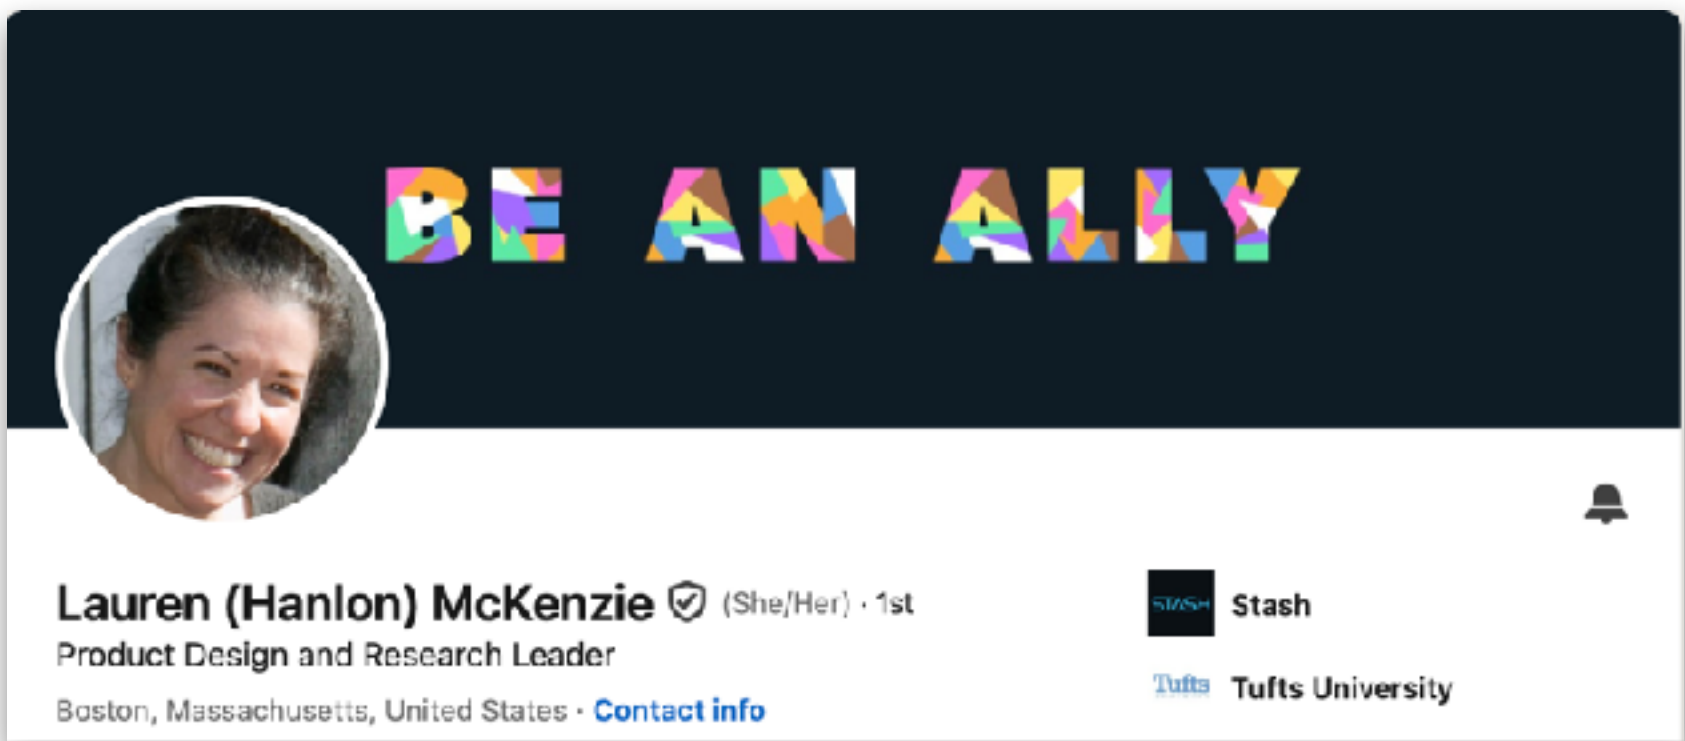 BE AN ALLY
Lauren (Hanlon) McKenzie (She/Her) · 1st
Product Design and Research Leader
Boston, Massachusetts, United States · Contact info
STASH Stash
Tufts Tufts University